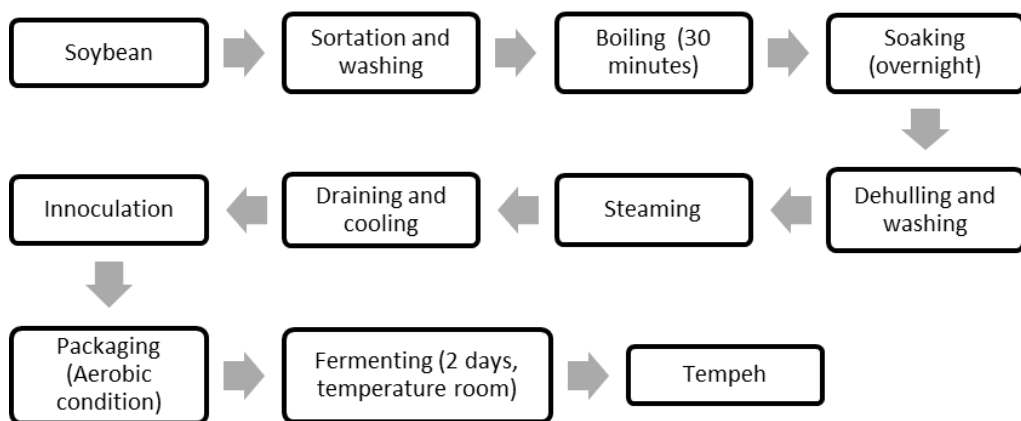 Soybean
Sortation and
washing
Boiling (30
minutes)
Soaking
(overnight)
Dehulling and
washing
Steaming
Draining and
cooling
Innoculation
Packaging
(Aerobic
condition)
Fermenting (2 days,
temperature room)
Tempeh